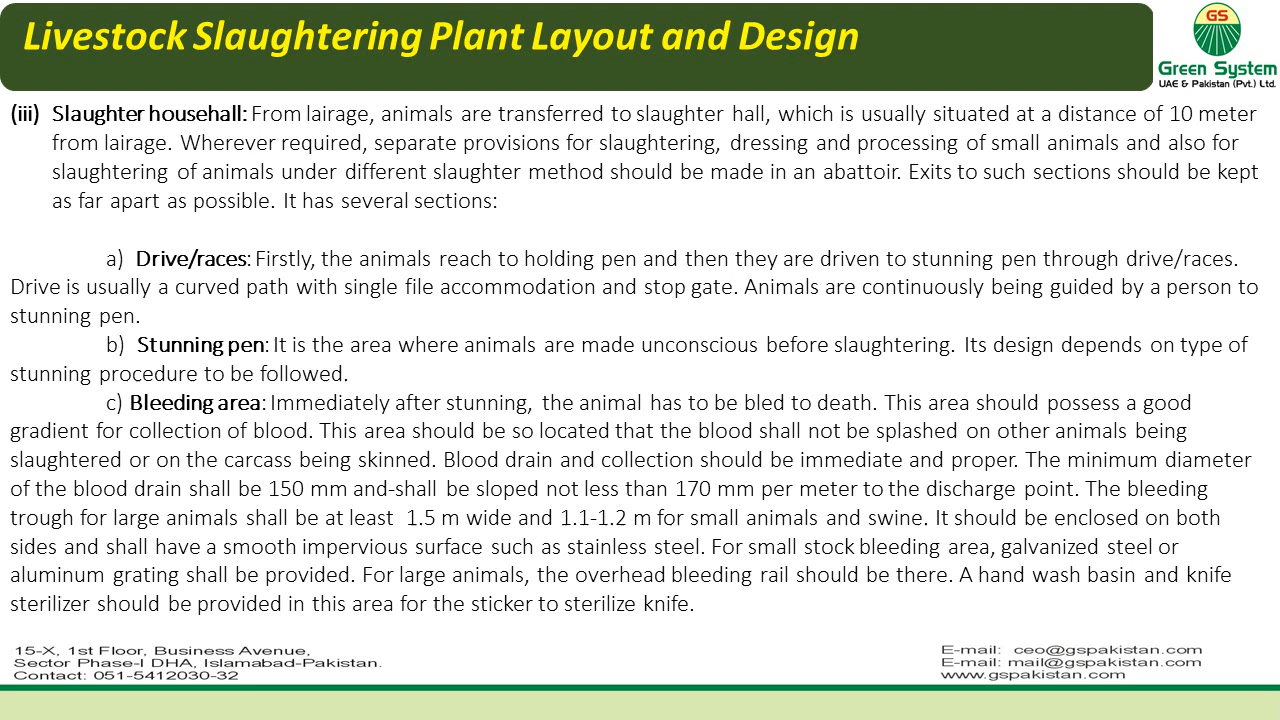 Livestock Slaughtering Plant Layout and Design
GS
Green System
UAE & Pakistan (Pvt.) Ltd.
(iii) Slaughter househall: From lairage, animals are transferred to slaughter hall, which is usually situated at a distance of 10 meter
from lairage. Wherever required, separate provisions for slaughtering, dressing and processing of small animals and also for
slaughtering of animals under different slaughter method should be made in an abattoir. Exits to such sections should be kept
as far apart as possible. It has several sections:
a) Drive/races: Firstly, the animals reach to holding pen and then they are driven to stunning pen through drive/races.
Drive is usually a curved path with single file accommodation and stop gate. Animals are continuously being guided by a person to
stunning pen.
b) Stunning pen: It is the area where animals are made unconscious before slaughtering. Its design depends on type of
stunning procedure to be followed.
c) Bleeding area: Immediately after stunning, the animal has to be bled to death. This area should possess a good
gradient for collection of blood. This area should be so located that the blood shall not be splashed on other animals being
slaughtered or on the carcass being skinned. Blood drain and collection should be immediate and proper. The minimum diameter
of the blood drain shall be 150 mm and-shall be sloped not less than 170 mm per meter to the discharge point. The bleeding
trough for large animals shall be at least 1.5 m wide and 1.1-1.2 m for small animals and swine. It should be enclosed on both
sides and shall have a smooth impervious surface such as stainless steel. For small stock bleeding area, galvanized steel or
aluminum grating shall be provided. For large animals, the overhead bleeding rail should be there. A hand wash basin and knife
sterilizer should be provided in this area for the sticker to sterilize knife.
15-X, 1st Floor, Business Avenue,
Sector Phase-I DHA, Islamabad-Pakistan.
Contact: 051-5412030-32
E-mail: ceo@gspakistan.com
E-mail: mail@gspakistan.com
www.gspakistan.com